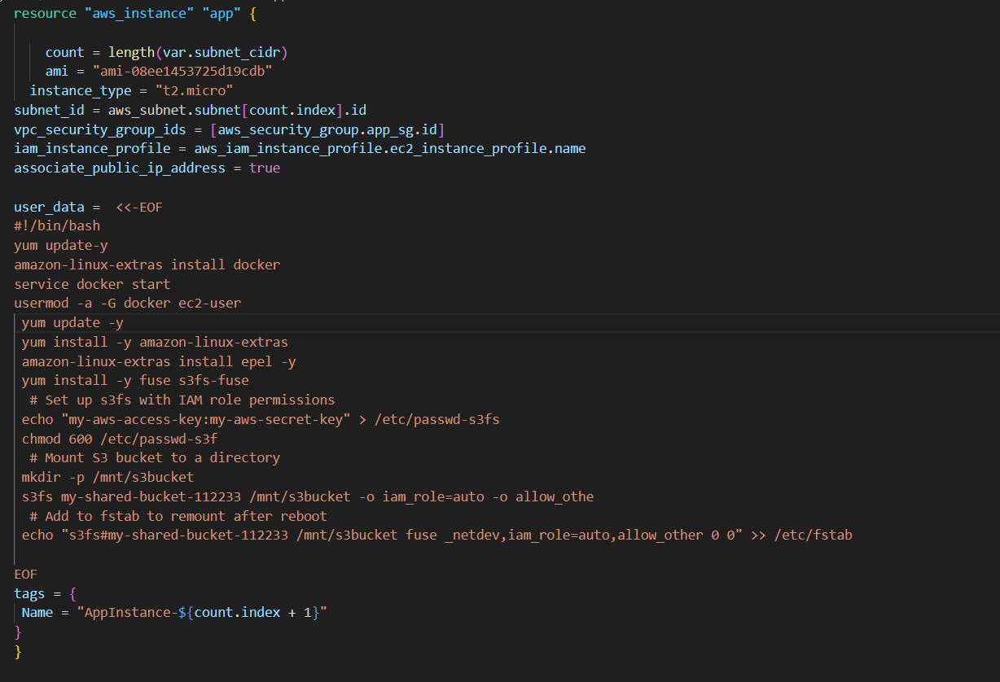 resource "aws_instance" "app" {
count = length(var.subnet_cidr)
ami = "ami-08ee1453725d19cdb"
instance_type = "t2.micro"
subnet_id = aws_subnet.subnet[count.index].id
vpc_security_group_ids = [aws_security_group.app_sg.id]
iam_instance_profile = aws_iam_instance_profile.ec2_instance_profile.name
associate_public_ip_address = true
user_data =  <<-EOF
#!/bin/bash
yum update-y
amazon-linux-extras install docker
service docker start
usermod -a -G docker ec2-user
yum update -y
yum install -y amazon-linux-extras
amazon-linux-extras install epel -y
yum install -y fuse s3fs-fuse
# Set up s3fs with IAM role permissions
echo "my-aws-access-key:my-aws-secret-key" > /etc/passwd-s3fs
chmod 600 /etc/passwd-s3f
# Mount S3 bucket to a directory
mkdir -p /mnt/s3bucket
s3fs my-shared-bucket-112233 /mnt/s3bucket -o iam_role=auto -o allow_othe
# Add to fstab to remount after reboot
echo "s3fs#my-shared-bucket-112233 /mnt/s3bucket fuse _netdev,iam_role=auto,allow_other 0 0" >> /etc/fstab
EOF
tags = {
Name = "AppInstance-${count.index + 1}"
}
}